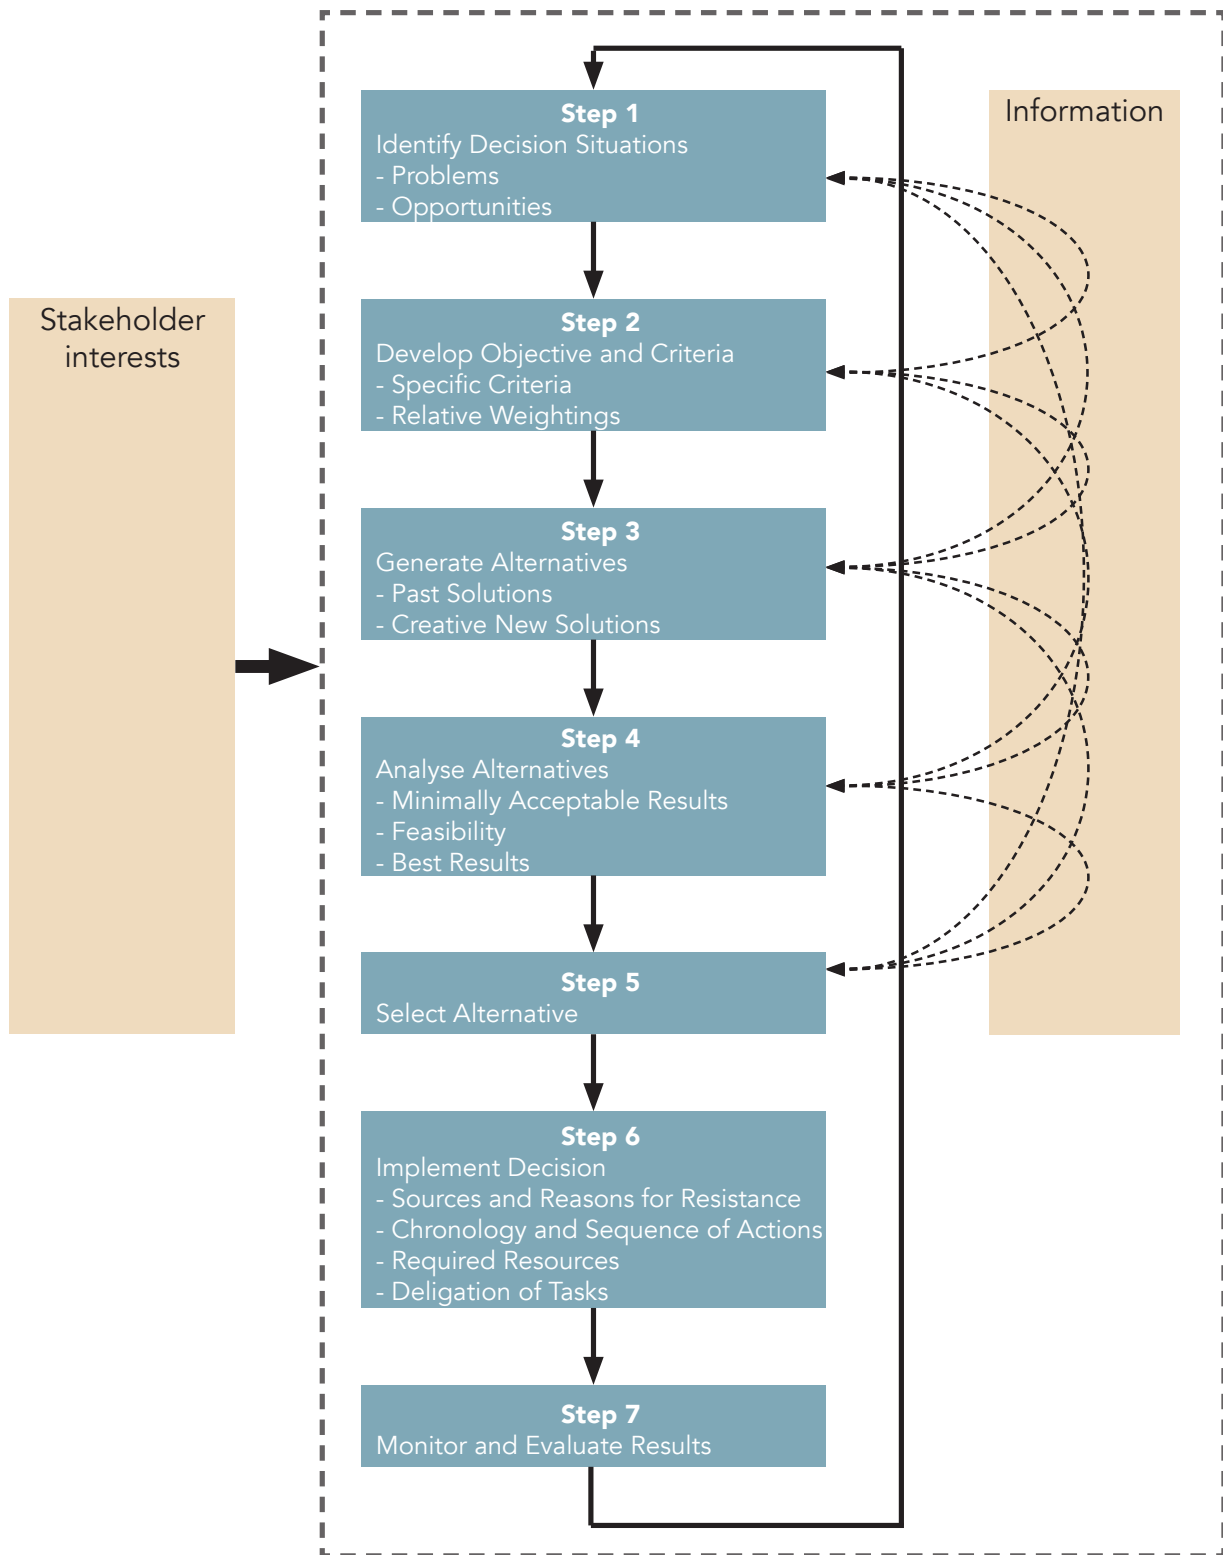 Stakeholder
interests
Step 1
Identify Decision Situations
- Problems
- Opportunities
Step 2
Develop Objective and Criteria
- Specific Criteria
- Relative Weightings
Step 3
Generate Alternatives
- Past Solutions
- Creative New Solutions
Step 4
Analyse Alternatives
- Minimally Acceptable Results
- Feasibility
- Best Results
Step 5
Select Alternative
Step 6
Implement Decision
- Sources and Reasons for Resistance
- Chronology and Sequence of Actions
- Required Resources
- Deligation of Tasks
Step 7
Monitor and Evaluate Results
Information